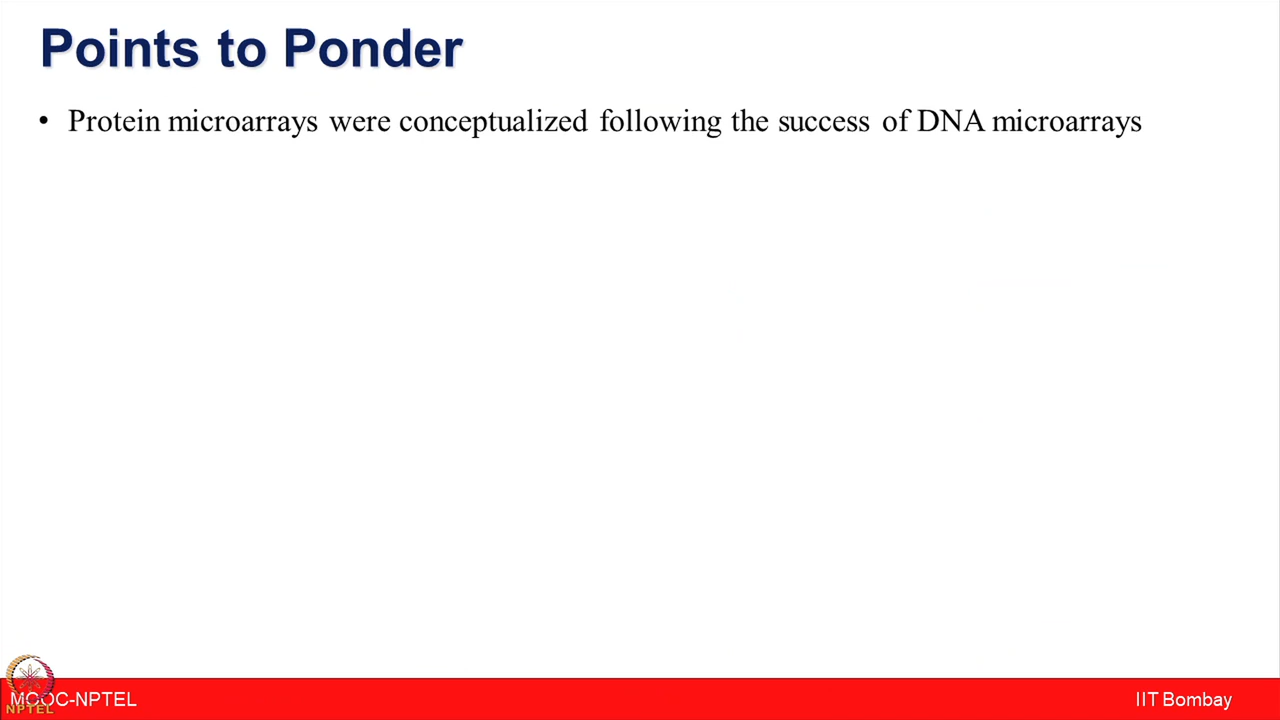 Points to Ponder
• Protein microarrays were conceptualized following the success of DNA microarrays
MOOC-NPTEL
NPTEL
IIT Bombay